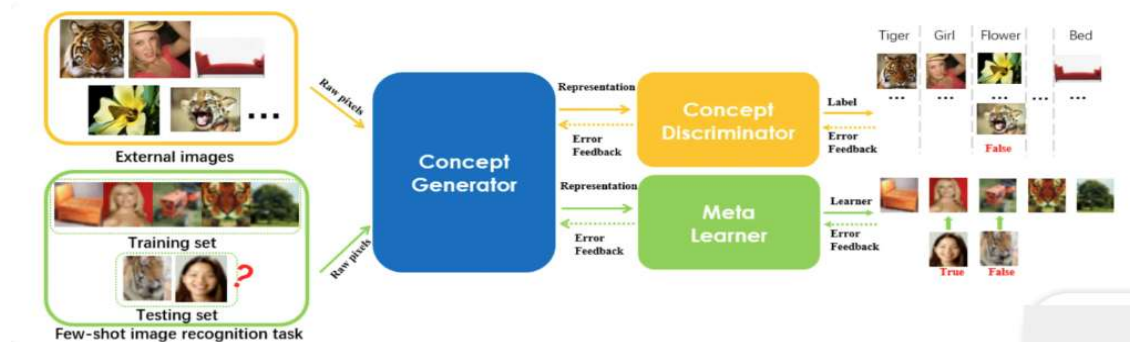 External images
Raw pixels
Training set
Testing set
?
Few-shot image recognition task
Raw pixels
Concept
Generator
Representation
Error
Feedback
Concept
Discriminator
Label
Error
Feedback
Tiger
Girl
Flower
Bed
...
...
...
...
...
...
False
Representation
Error
Feedback
Meta
Learner
Learner
Error
Feedback
True
False